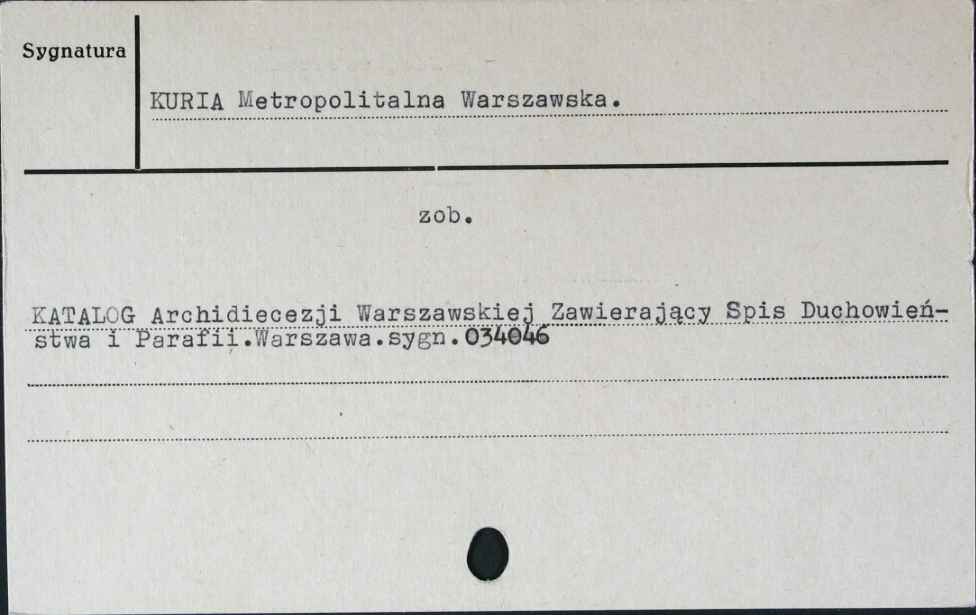 Sygnatura
KURIA Metropolitalna Warszawska.
zob.
KATALOG Archidiecezji Warszawskiej Zawierający Spis Duchowień-
stwa i Parafii.Warszawa.sygn.034046